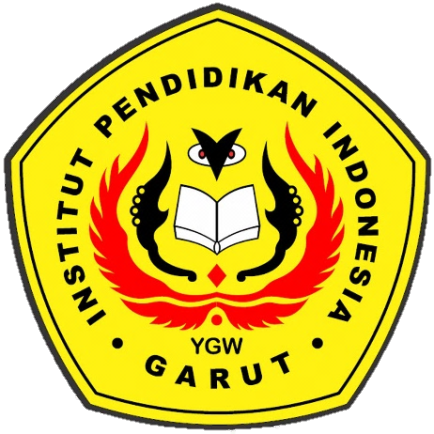 INSTITUT PENDIDIKAN INDONESIA
YGW
GARUT